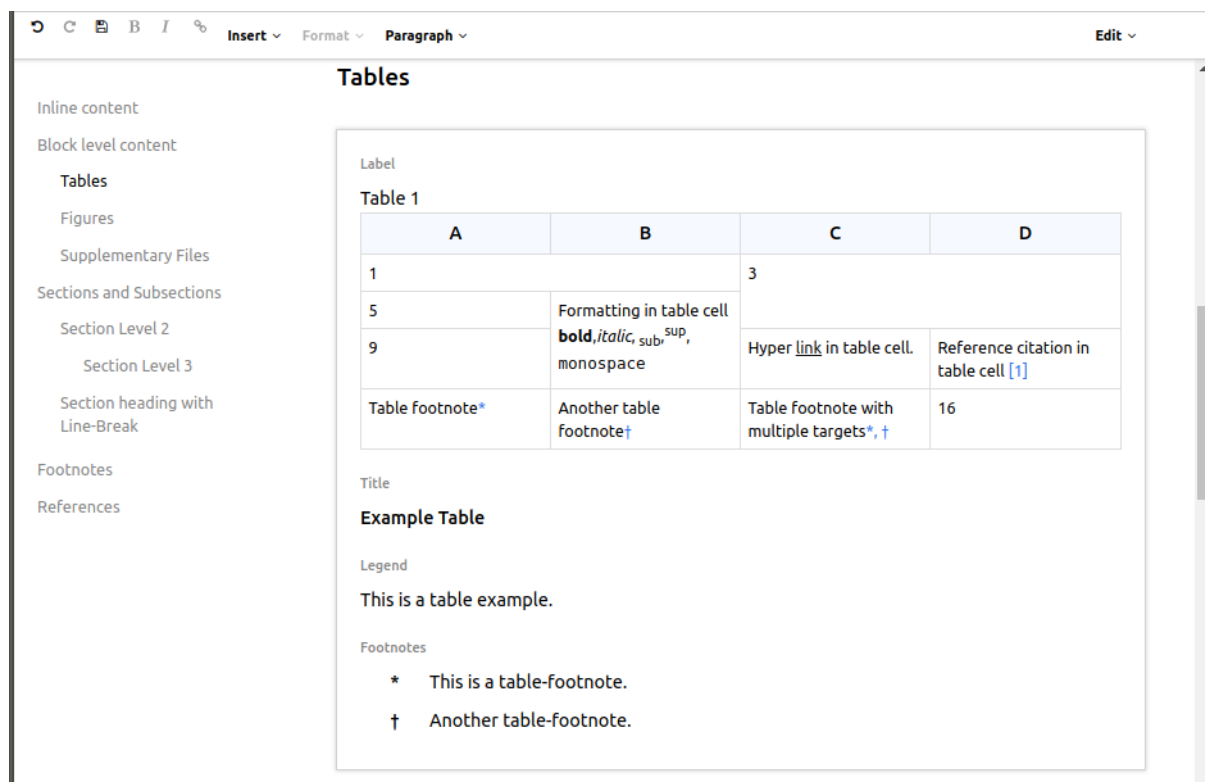 B I Insert Format Paragraph Edit
Inline content
Block level content
Tables
Figures
Supplementary Files
Sections and Subsections
Section Level 2
Section Level 3
Section heading with
Line-Break
Footnotes
References
Tables
Label
Table 1
A B C D
1 3
5 Formatting in table cell
bold,italic, sub,sup,
monospace
9 Hyper link in table cell. Reference citation in
table cell [1]
Table footnote* Another table
footnote† Table footnote with
multiple targets*, † 16
Title
Example Table
Legend
This is a table example.
Footnotes
* This is a table-footnote.
† Another table-footnote.